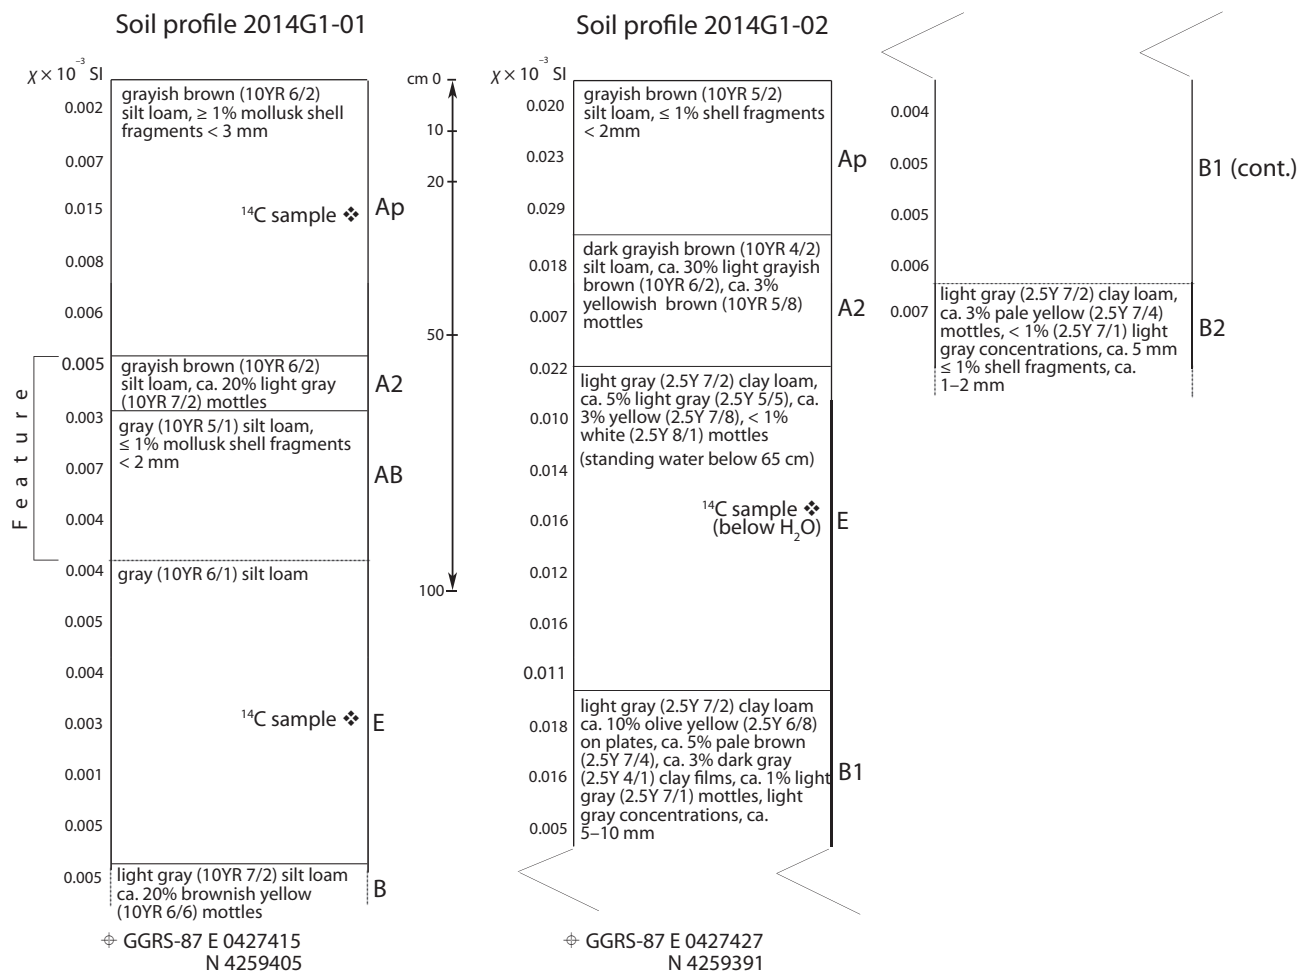 Soil profile 2014G1-01
χ × 10⁻³ SI
0.002
0.007
0.015
0.008
0.006
0.005
0.003
0.007
0.004
0.004
0.005
0.004
0.003
0.001
0.005
0.005
Feature
grayish brown (10YR 6/2)
silt loam, ≥ 1% mollusk shell
fragments < 3 mm
¹⁴C sample ❖
Ap
grayish brown (10YR 6/2)
silt loam, ca. 20% light gray
(10YR 7/2) mottles
A2
gray (10YR 5/1) silt loam,
≤ 1% mollusk shell fragments
< 2 mm
AB
gray (10YR 6/1) silt loam
¹⁴C sample ❖
E
light gray (10YR 7/2) silt loam
ca. 20% brownish yellow
(10YR 6/6) mottles
B
GGRS-87 E 0427415
N 4259405
cm 0
10
20
50
100
Soil profile 2014G1-02
χ × 10⁻³ SI
0.020
0.023
0.029
0.018
0.007
0.022
0.010
0.014
0.016
0.012
0.016
0.011
0.018
0.016
0.005
grayish brown (10YR 5/2)
silt loam, ≤ 1% shell fragments
< 2mm
Ap
dark grayish brown (10YR 4/2)
silt loam, ca. 30% light grayish
brown (10YR 6/2), ca. 3%
yellowish brown (10YR 5/8)
mottles
A2
light gray (2.5Y 7/2) clay loam,
ca. 5% light gray (2.5Y 5/5), ca.
3% yellow (2.5Y 7/8), < 1%
white (2.5Y 8/1) mottles
(standing water below 65 cm)
¹⁴C sample ❖
(below H₂O)
E
light gray (2.5Y 7/2) clay loam
ca. 10% olive yellow (2.5Y 6/8)
on plates, ca. 5% pale brown
(2.5Y 7/4), ca. 3% dark gray
(2.5Y 4/1) clay films, ca. 1% light
gray (2.5Y 7/1) mottles, light
gray concentrations, ca.
5–10 mm
B1
GGRS-87 E 0427427
N 4259391
0.004
0.005
0.005
0.006
0.007
B1 (cont.)
light gray (2.5Y 7/2) clay loam,
ca. 3% pale yellow (2.5Y 7/4)
mottles, < 1% (2.5Y 7/1) light
gray concentrations, ca. 5 mm
≤ 1% shell fragments, ca.
1–2 mm
B2